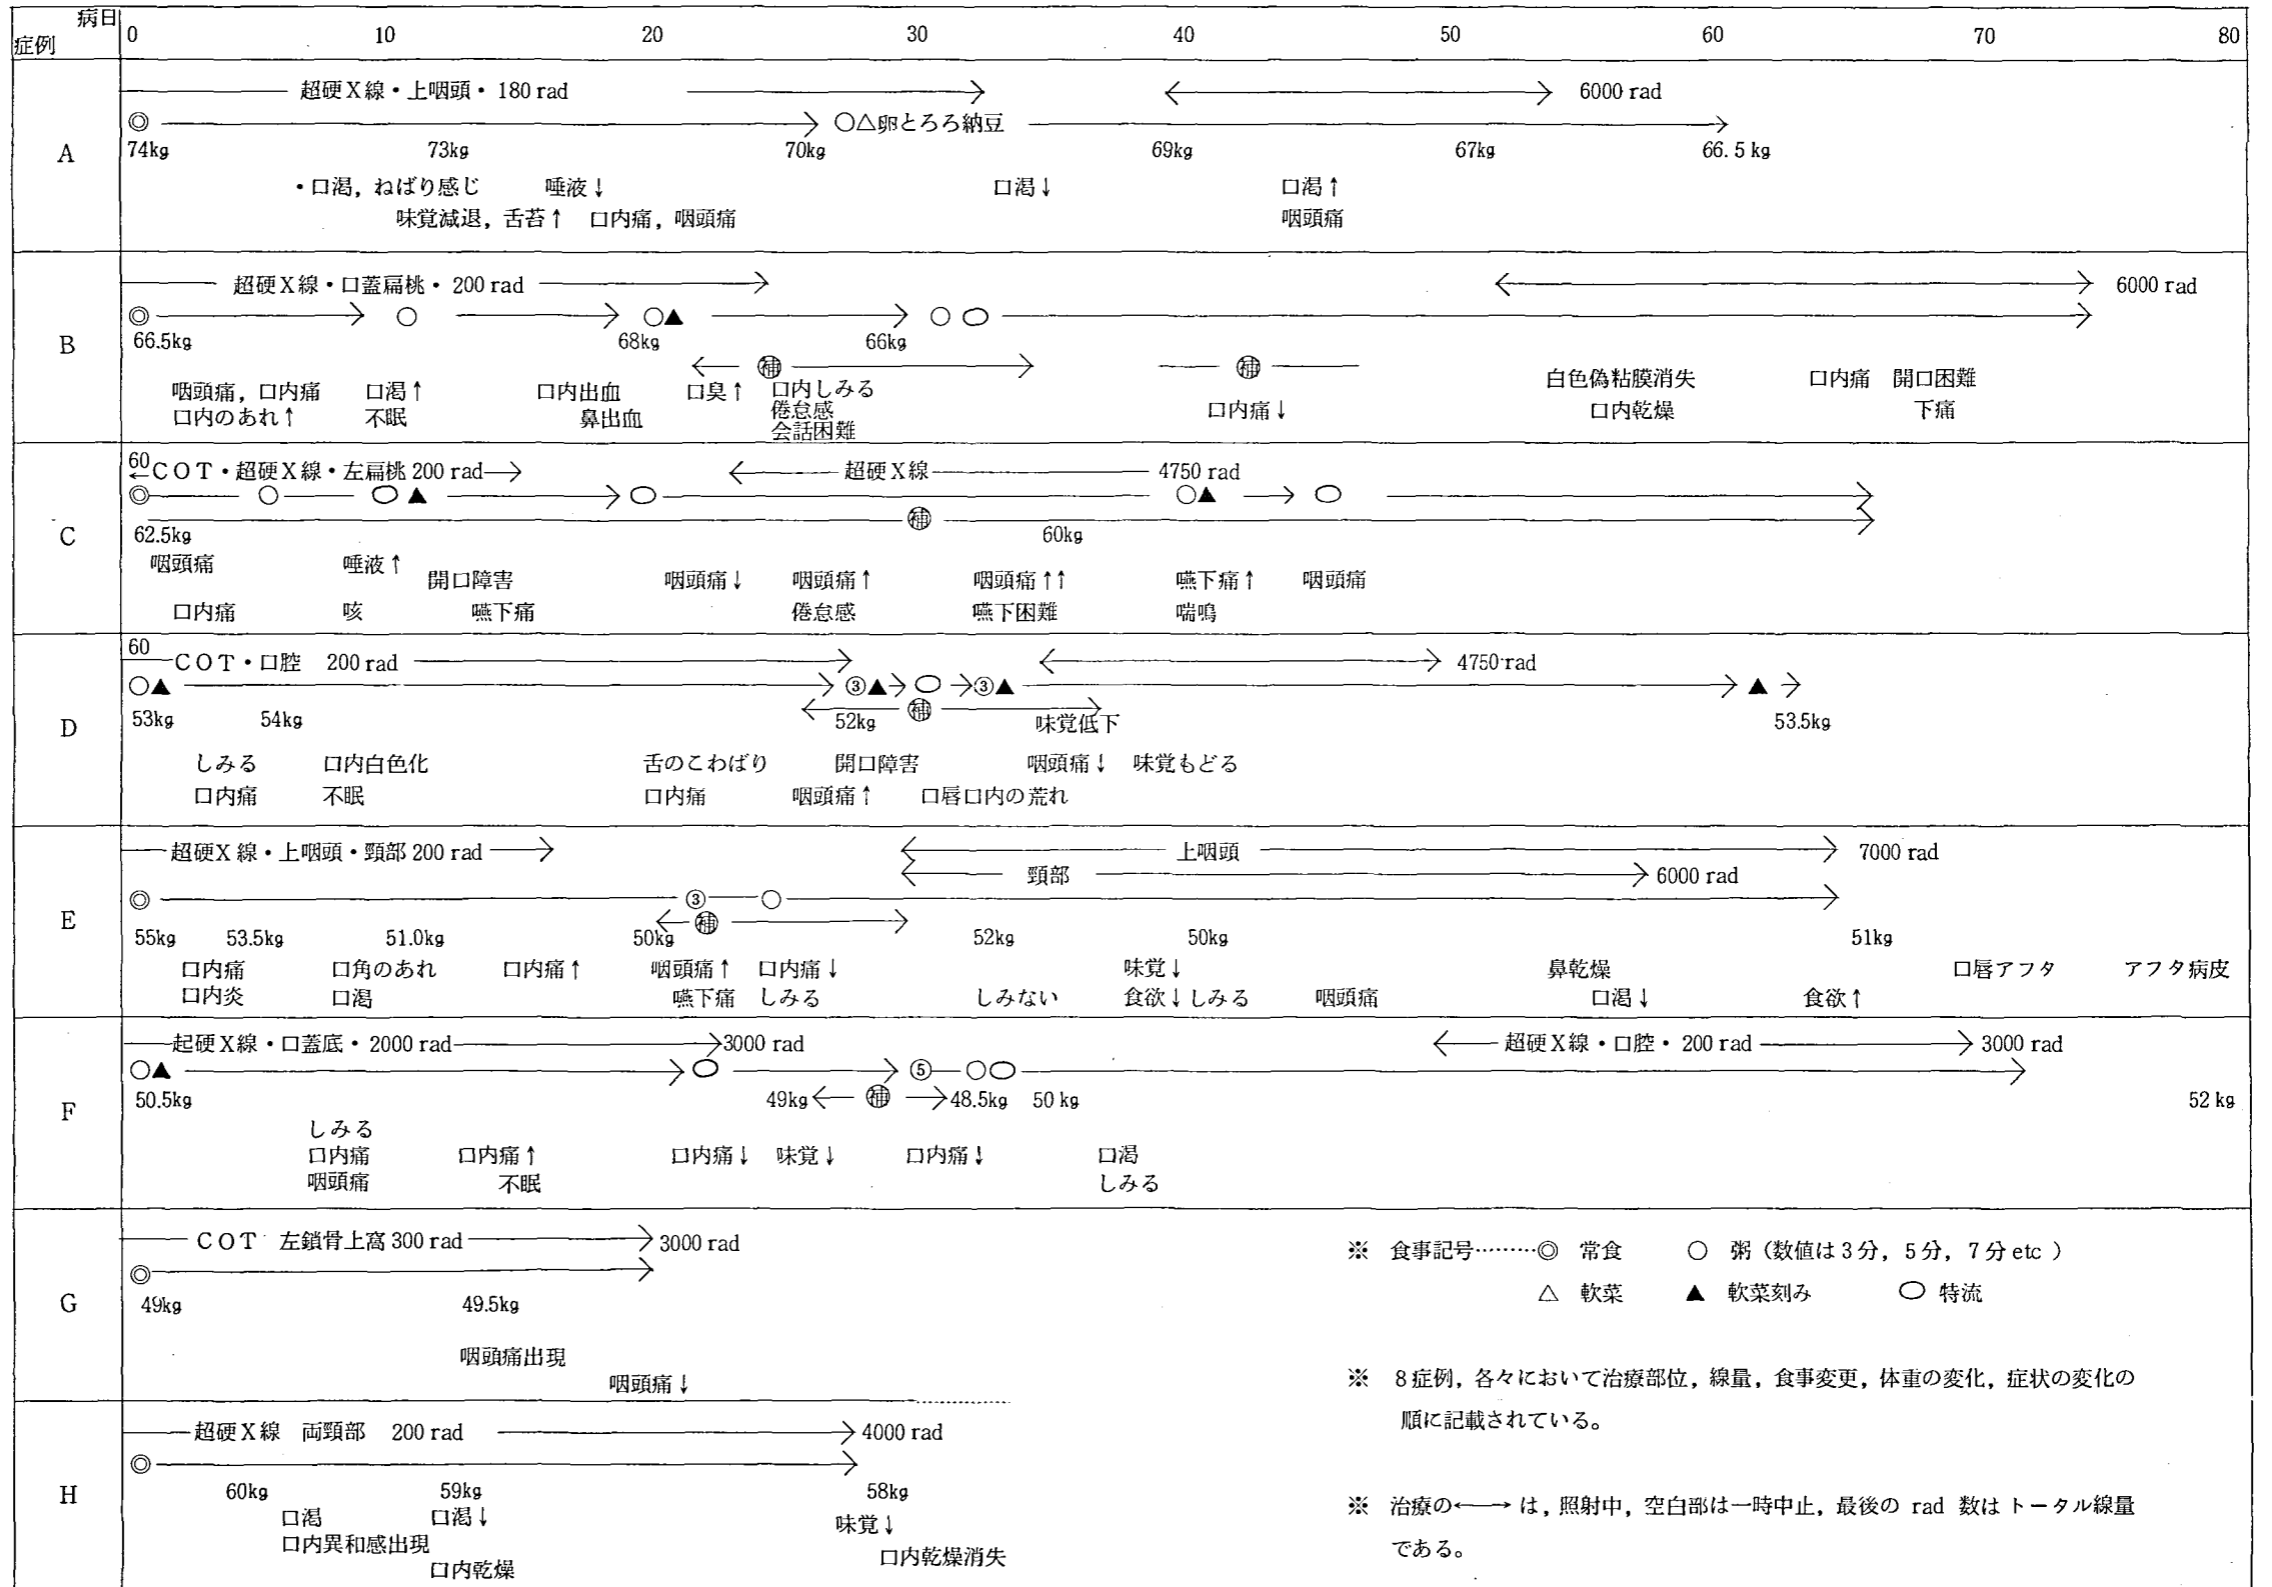 病日 0 10 20 30 40 50 60 70 80
症例
超硬X線・上咽頭・180 rad 6000 rad
◎ ○△卵とろろ納豆
A 74kg 73kg 70kg 69kg 67kg 66.5 kg
・口渇，ねばり感じ 唾液↓ 口渇↓ 口渇↑
味覚減退，舌苔↑ 口内痛，咽頭痛 咽頭痛
超硬X線・口蓋扁桃・200 rad 6000 rad
◎ ○ ○▲ ○ ⬭
B 66.5kg 68kg 66kg
補 補
咽頭痛，口内痛 口渇↑ 口内出血 口臭↑ 口内しみる 白色偽粘膜消失 口内痛 開口困難
口内のあれ↑ 不眠 鼻出血 倦怠感 口内痛↓ 口内乾燥 下痛
会話困難
60
←COT・超硬X線・左扁桃 200 rad→ 超硬X線 4750 rad
◎ ○ ⬭ ▲ ⬭ ○▲ ⬭
補
C 62.5kg 60kg
咽頭痛 唾液↑ 開口障害 咽頭痛↓ 咽頭痛↑ 咽頭痛↑↑ 嚥下痛↑ 咽頭痛
口内痛 咳 嚥下痛 倦怠感 嚥下困難 喘鳴
60
COT・口腔 200 rad 4750 rad
○▲ ③▲ ⬭ ③▲ ▲
補
D 53kg 54kg 52kg 味覚低下 53.5kg
しみる 口内白色化 舌のこわばり 開口障害 咽頭痛↓ 味覚もどる
口内痛 不眠 口内痛 咽頭痛↑ 口唇口内の荒れ
超硬X線・上咽頭・頸部 200 rad 上咽頭 7000 rad
頸部 6000 rad
◎ ③ ○
補
E 55kg 53.5kg 51.0kg 50kg 52kg 50kg 51kg
口内痛 口角のあれ 口内痛↑ 咽頭痛↑ 口内痛↓ 味覚↓ 鼻乾燥 口唇アフタ アフタ病皮
口内炎 口渇 嚥下痛 しみる しみない 食欲↓しみる 咽頭痛 口渇↓ 食欲↑
起硬X線・口蓋底・2000 rad 3000 rad 超硬X線・口腔・200 rad 3000 rad
○▲ ⬭ ⑤ ○⬭
F 50.5kg 49kg 補 48.5kg 50 kg 52 kg
しみる
口内痛 口内痛↑ 口内痛↓ 味覚↓ 口内痛↓ 口渇
咽頭痛 不眠 しみる
COT 左鎖骨上窩 300 rad 3000 rad
◎
G 49kg 49.5kg
咽頭痛出現
咽頭痛↓
超硬X線 両頸部 200 rad 4000 rad
◎
H 60kg 59kg 58kg
口渇 口渇↓ 味覚↓
口内異和感出現 口内乾燥消失
口内乾燥
※ 食事記号………◎ 常食 ○ 粥（数値は3分，5分，7分 etc ）
△ 軟菜 ▲ 軟菜刻み ⬭ 特流
※ 8症例，各々において治療部位，線量，食事変更，体重の変化，症状の変化の
順に記載されている。
※ 治療の←→は，照射中，空白部は一時中止，最後の rad 数はトータル線量
である。